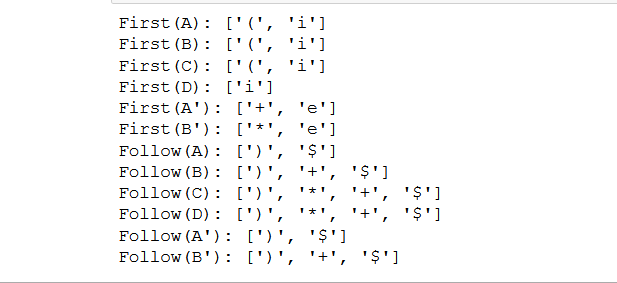 First(A): ['(', 'i']
First(B): ['(', 'i']
First(C): ['(', 'i']
First(D): ['i']
First(A'): ['+', 'e']
First(B'): ['*', 'e']
Follow(A): [')', '$']
Follow(B): [')', '+', '$']
Follow(C): [')', '*', '+', '$']
Follow(D): [')', '*', '+', '$']
Follow(A'): [')', '$']
Follow(B'): [')', '+', '$']